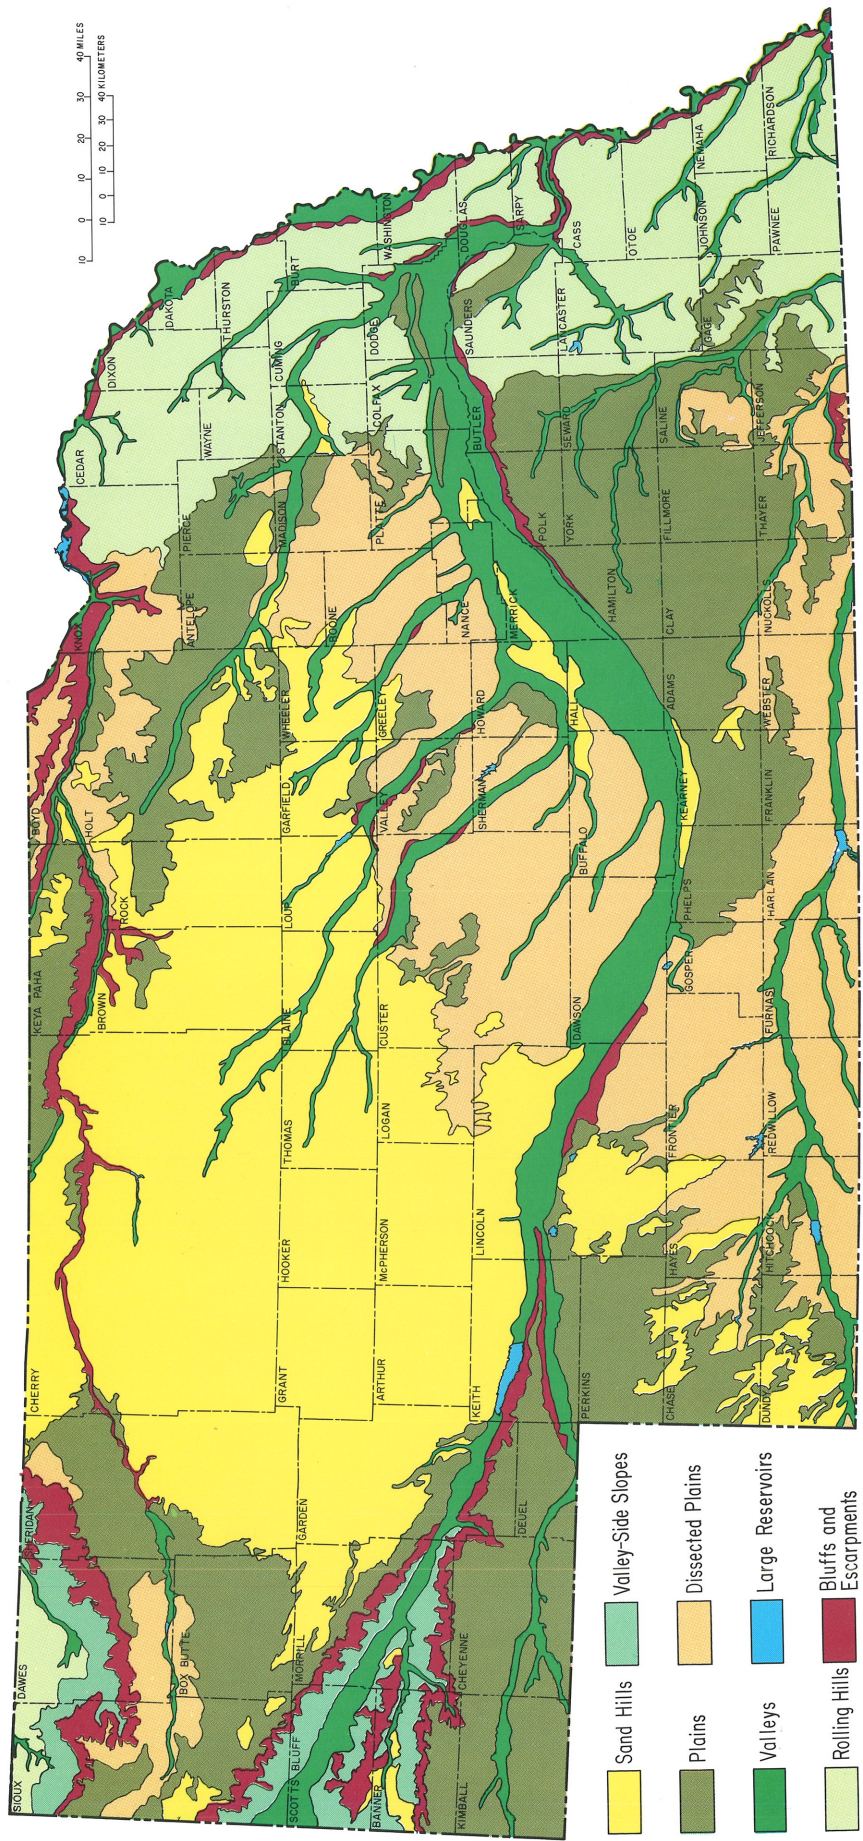 40 MILES
30
20
10
0
10
40 KILOMETERS
30
20
10
0
10
SIOUX
DAWES
SHERIDAN
CHERRY
KEYA PAHA
BOYD
BROWN
ROCK
HOLT
KNOX
CEDAR
DIXON
DAKOTA
BOX BUTTE
ANTELOPE
PIERCE
WAYNE
THURSTON
SCOTTS BLUFF
MORRILL
GARDEN
GRANT
HOOKER
THOMAS
BLAINE
LOUP
GARFIELD
WHEELER
BOONE
MADISON
STANTON
CUMING
BURT
BANNER
ARTHUR
McPHERSON
LOGAN
CUSTER
VALLEY
GREELEY
NANCE
PLATTE
COLFAX
DODGE
WASHINGTON
KIMBALL
CHEYENNE
DEUEL
KEITH
LINCOLN
SHERMAN
HOWARD
MERRICK
POLK
BUTLER
SAUNDERS
DOUGLAS
SARPY
PERKINS
DAWSON
BUFFALO
HALL
HAMILTON
YORK
SEWARD
LANCASTER
CASS
OTOE
CHASE
HAYES
FRONTIER
GOSPER
PHELPS
KEARNEY
ADAMS
CLAY
FILLMORE
SALINE
GAGE
JOHNSON
NEMAHA
DUNDY
HITCHCOCK
REDWILLOW
FURNAS
HARLAN
FRANKLIN
WEBSTER
NUCKOLLS
THAYER
JEFFERSON
PAWNEE
RICHARDSON
Sand Hills
Valley-Side Slopes
Plains
Dissected Plains
Valleys
Large Reservoirs
Rolling Hills
Bluffs and
Escarpments